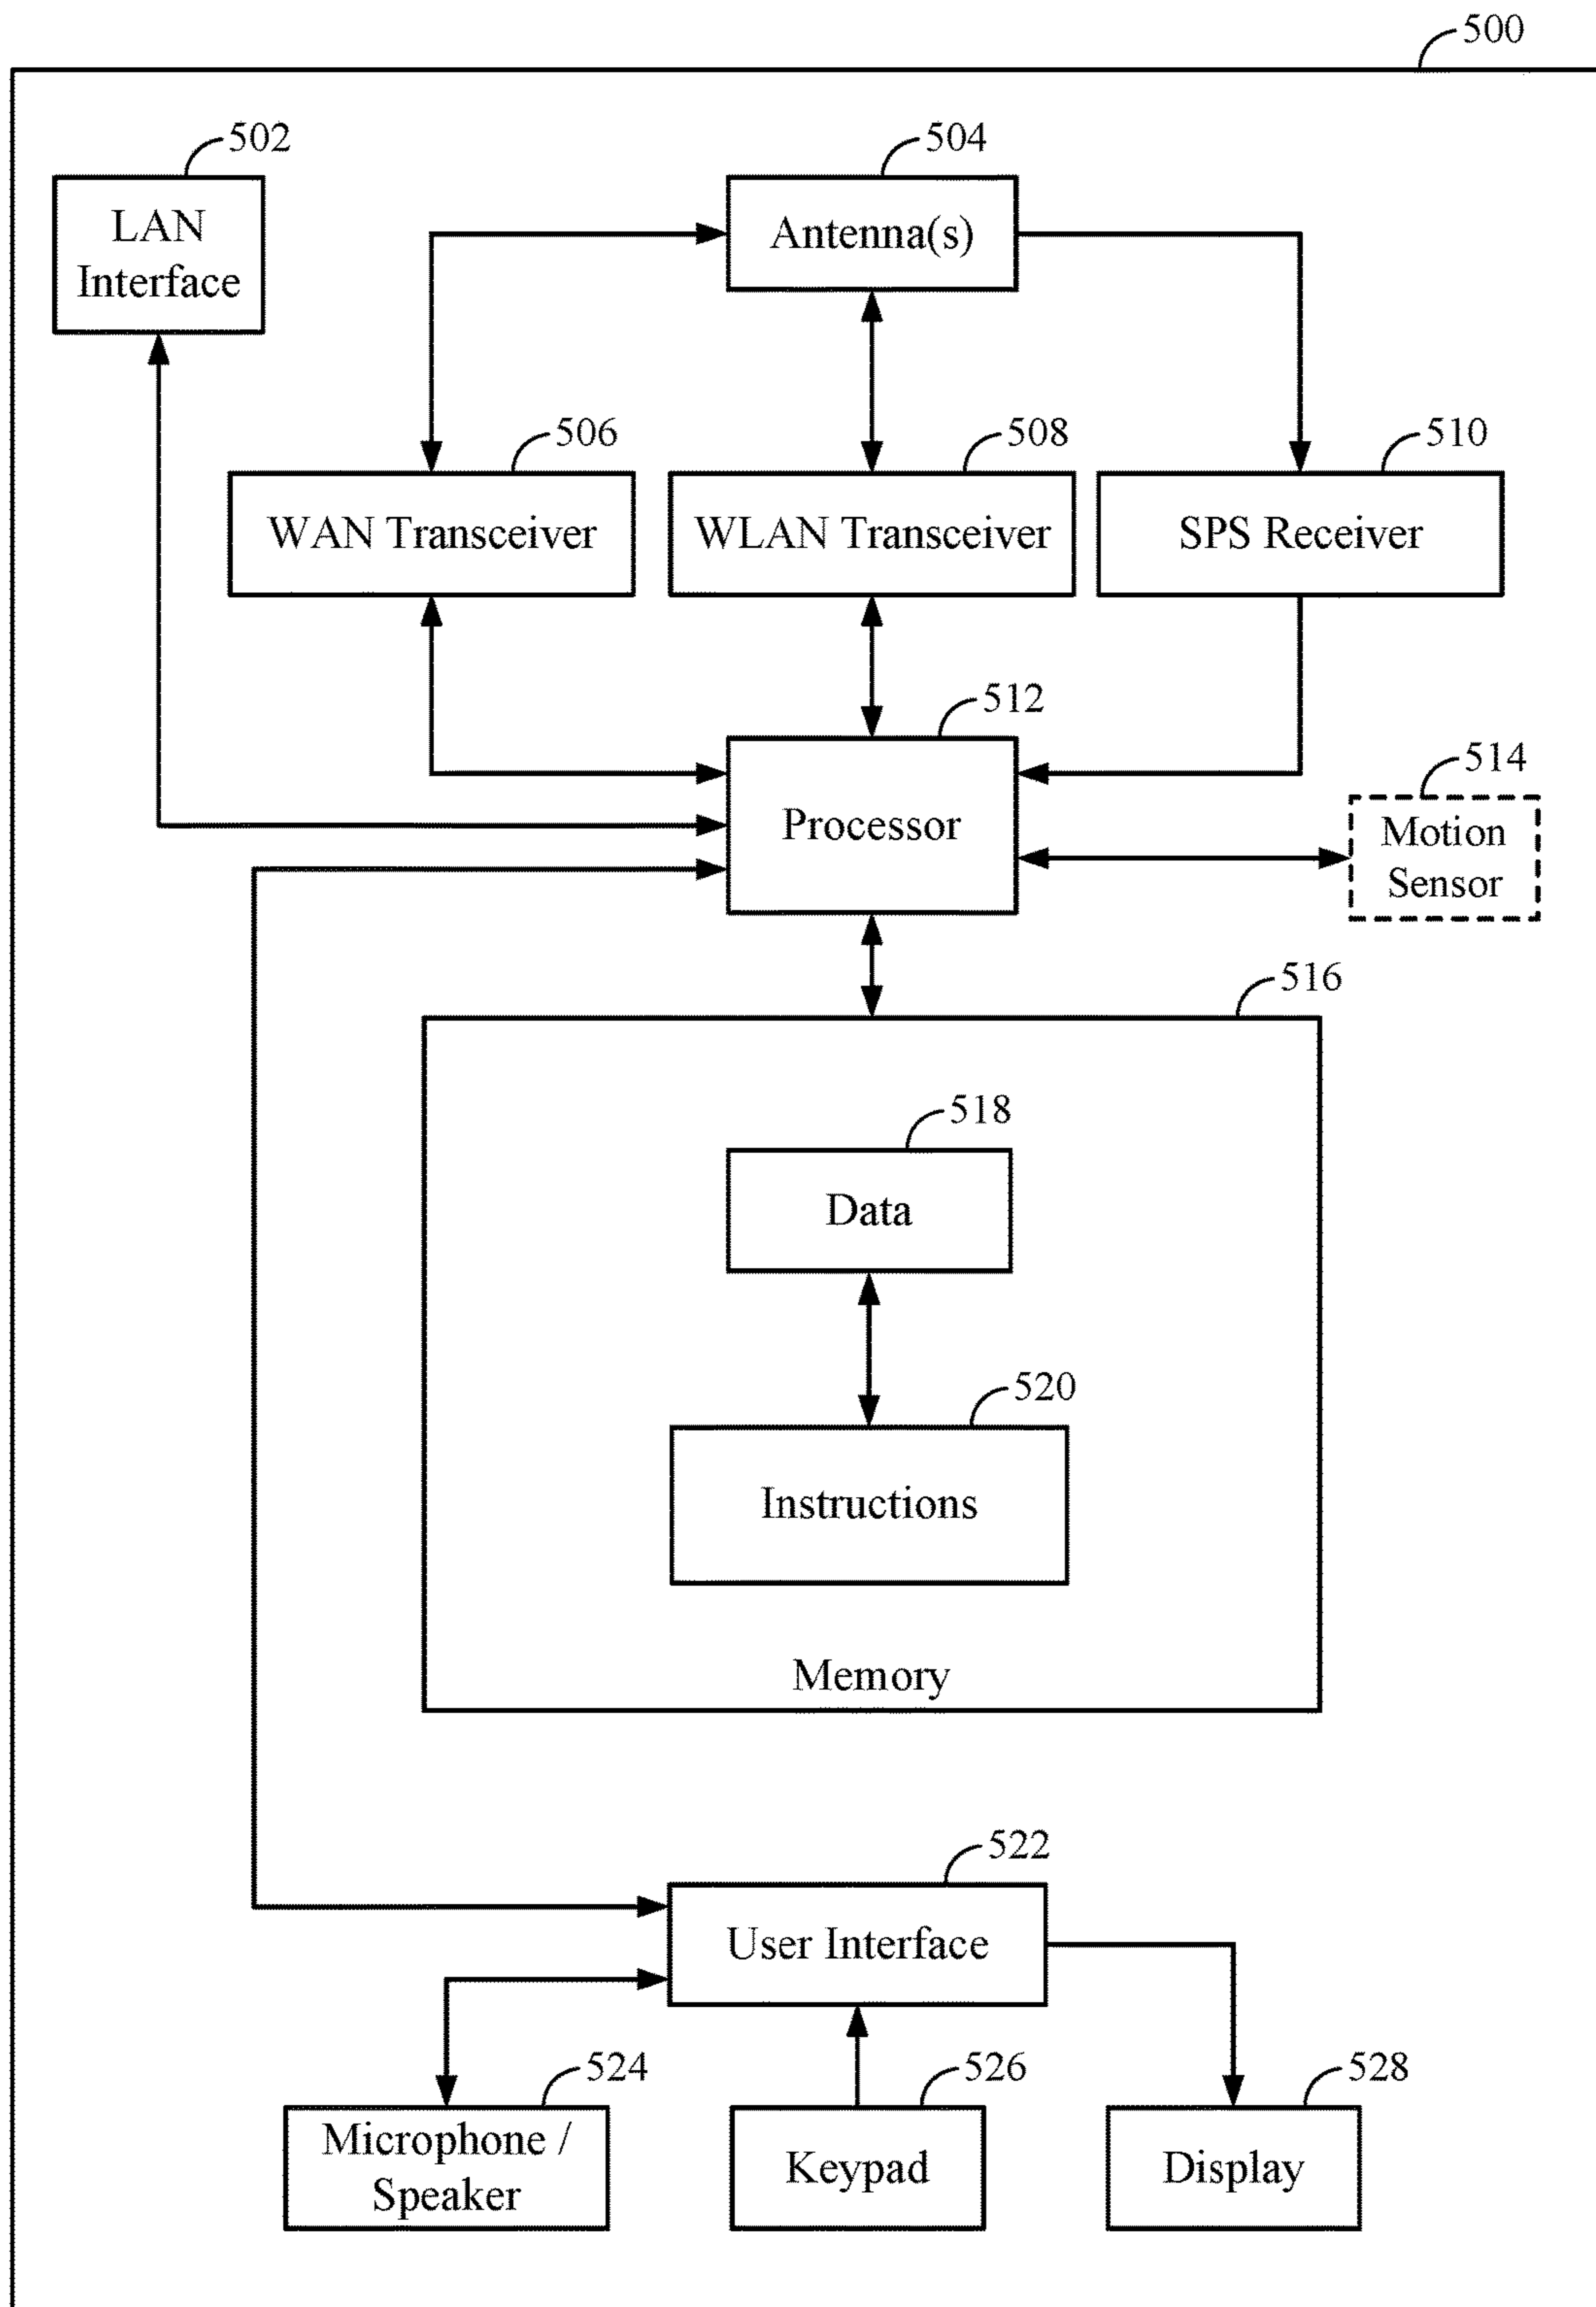 500
502
504
LAN
Interface
Antenna(s)
506
508
510
WAN Transceiver
WLAN Transceiver
SPS Receiver
512
514
Processor
Motion
Sensor
516
518
Data
520
Instructions
Memory
522
User Interface
524
526
528
Microphone /
Speaker
Keypad
Display